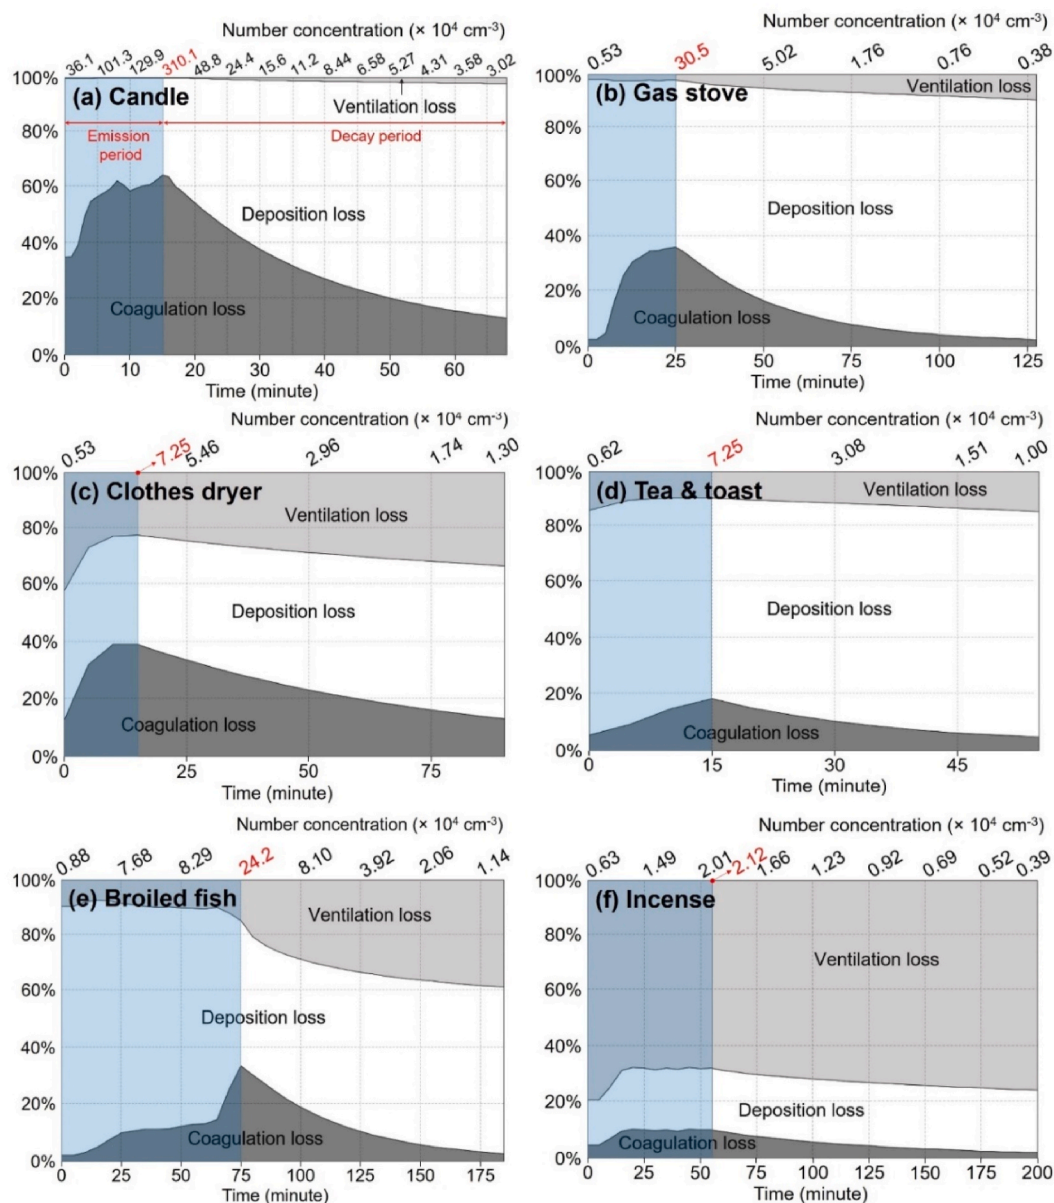 Number concentration (× 10⁴ cm⁻³)
36.1 101.3 129.9 310.1 48.8 24.4 15.6 11.2 8.44 6.58 5.27 4.31 3.58 3.02
100%
80%
60%
40%
20%
0%
(a) Candle
Ventilation loss
Emission period
Decay period
Deposition loss
Coagulation loss
0 10 20 30 40 50 60
Time (minute)
Number concentration (× 10⁴ cm⁻³)
0.53 30.5 5.02 1.76 0.76 0.38
100%
80%
60%
40%
20%
0%
(b) Gas stove
Ventilation loss
Deposition loss
Coagulation loss
0 25 50 75 100 125
Time (minute)
Number concentration (× 10⁴ cm⁻³)
0.53 7.25 5.46 2.96 1.74 1.30
100%
80%
60%
40%
20%
0%
(c) Clothes dryer
Ventilation loss
Deposition loss
Coagulation loss
0 25 50 75
Time (minute)
Number concentration (× 10⁴ cm⁻³)
0.62 7.25 3.08 1.51 1.00
100%
80%
60%
40%
20%
0%
(d) Tea & toast
Ventilation loss
Deposition loss
Coagulation loss
0 15 30 45
Time (minute)
Number concentration (× 10⁴ cm⁻³)
0.88 7.68 8.29 24.2 8.10 3.92 2.06 1.14
100%
80%
60%
40%
20%
0%
(e) Broiled fish
Ventilation loss
Deposition loss
Coagulation loss
0 25 50 75 100 125 150 175
Time (minute)
Number concentration (× 10⁴ cm⁻³)
0.63 1.49 2.01 2.12 1.66 1.23 0.92 0.69 0.52 0.39
100%
80%
60%
40%
20%
0%
(f) Incense
Ventilation loss
Deposition loss
Coagulation loss
0 25 50 75 100 125 150 175 200
Time (minute)